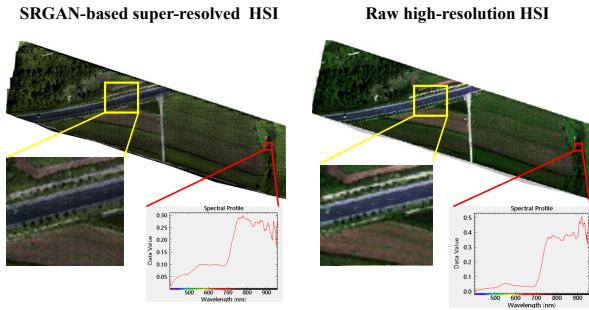 SRGAN-based super-resolved HSI
Raw high-resolution HSI
Spectral Profile
Data Value
0.30
0.25
0.20
0.15
0.10
0.05
0.00
500 600 700 800 900
Wavelength (nm)
Spectral Profile
Data Value
0.5
0.4
0.3
0.2
0.1
0.0
500 600 700 800 900
Wavelength (nm)